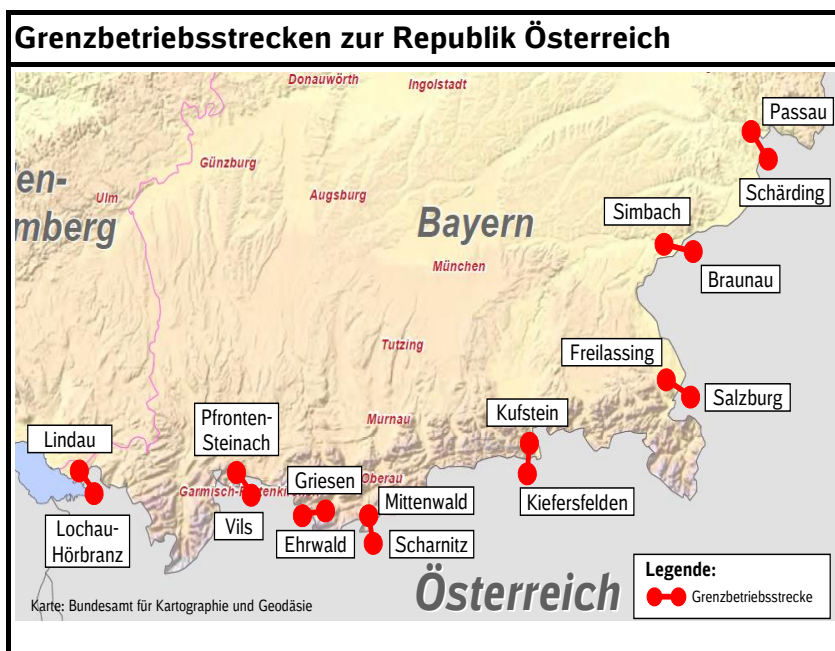 Grenzbetriebsstrecken zur Republik Österreich
Donauwörth
Ingolstadt
Passau
Günzburg
en-
mberg
Ulm
Augsburg
Schärding
Bayern
Simbach
München
Braunau
Tutzing
Freilassing
Salzburg
Murnau
Kufstein
Pfronten-
Steinach
Lindau
Griesen
Oberau
Garmisch-Partenkirchen
Mittenwald
Kiefersfelden
Vils
Lochau-
Hörbranz
Ehrwald
Scharnitz
Österreich
Legende:
Grenzbetriebsstrecke
Karte: Bundesamt für Kartographie und Geodäsie